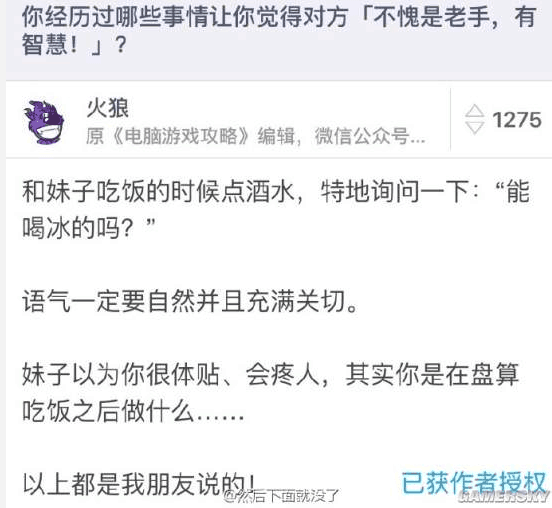 你经历过哪些事情让你觉得对方「不愧是老手，有
智慧！」？
火狼
原《电脑游戏攻略》编辑，微信公众号...
1275
和妹子吃饭的时候点酒水，特地询问一下：“能
喝冰的吗？”
语气一定要自然并且充满关切。
妹子以为你很体贴、会疼人，其实你是在盘算
吃饭之后做什么……
以上都是我朋友说的！
@然后下面就没了
已获作者授权
GAMERSKY